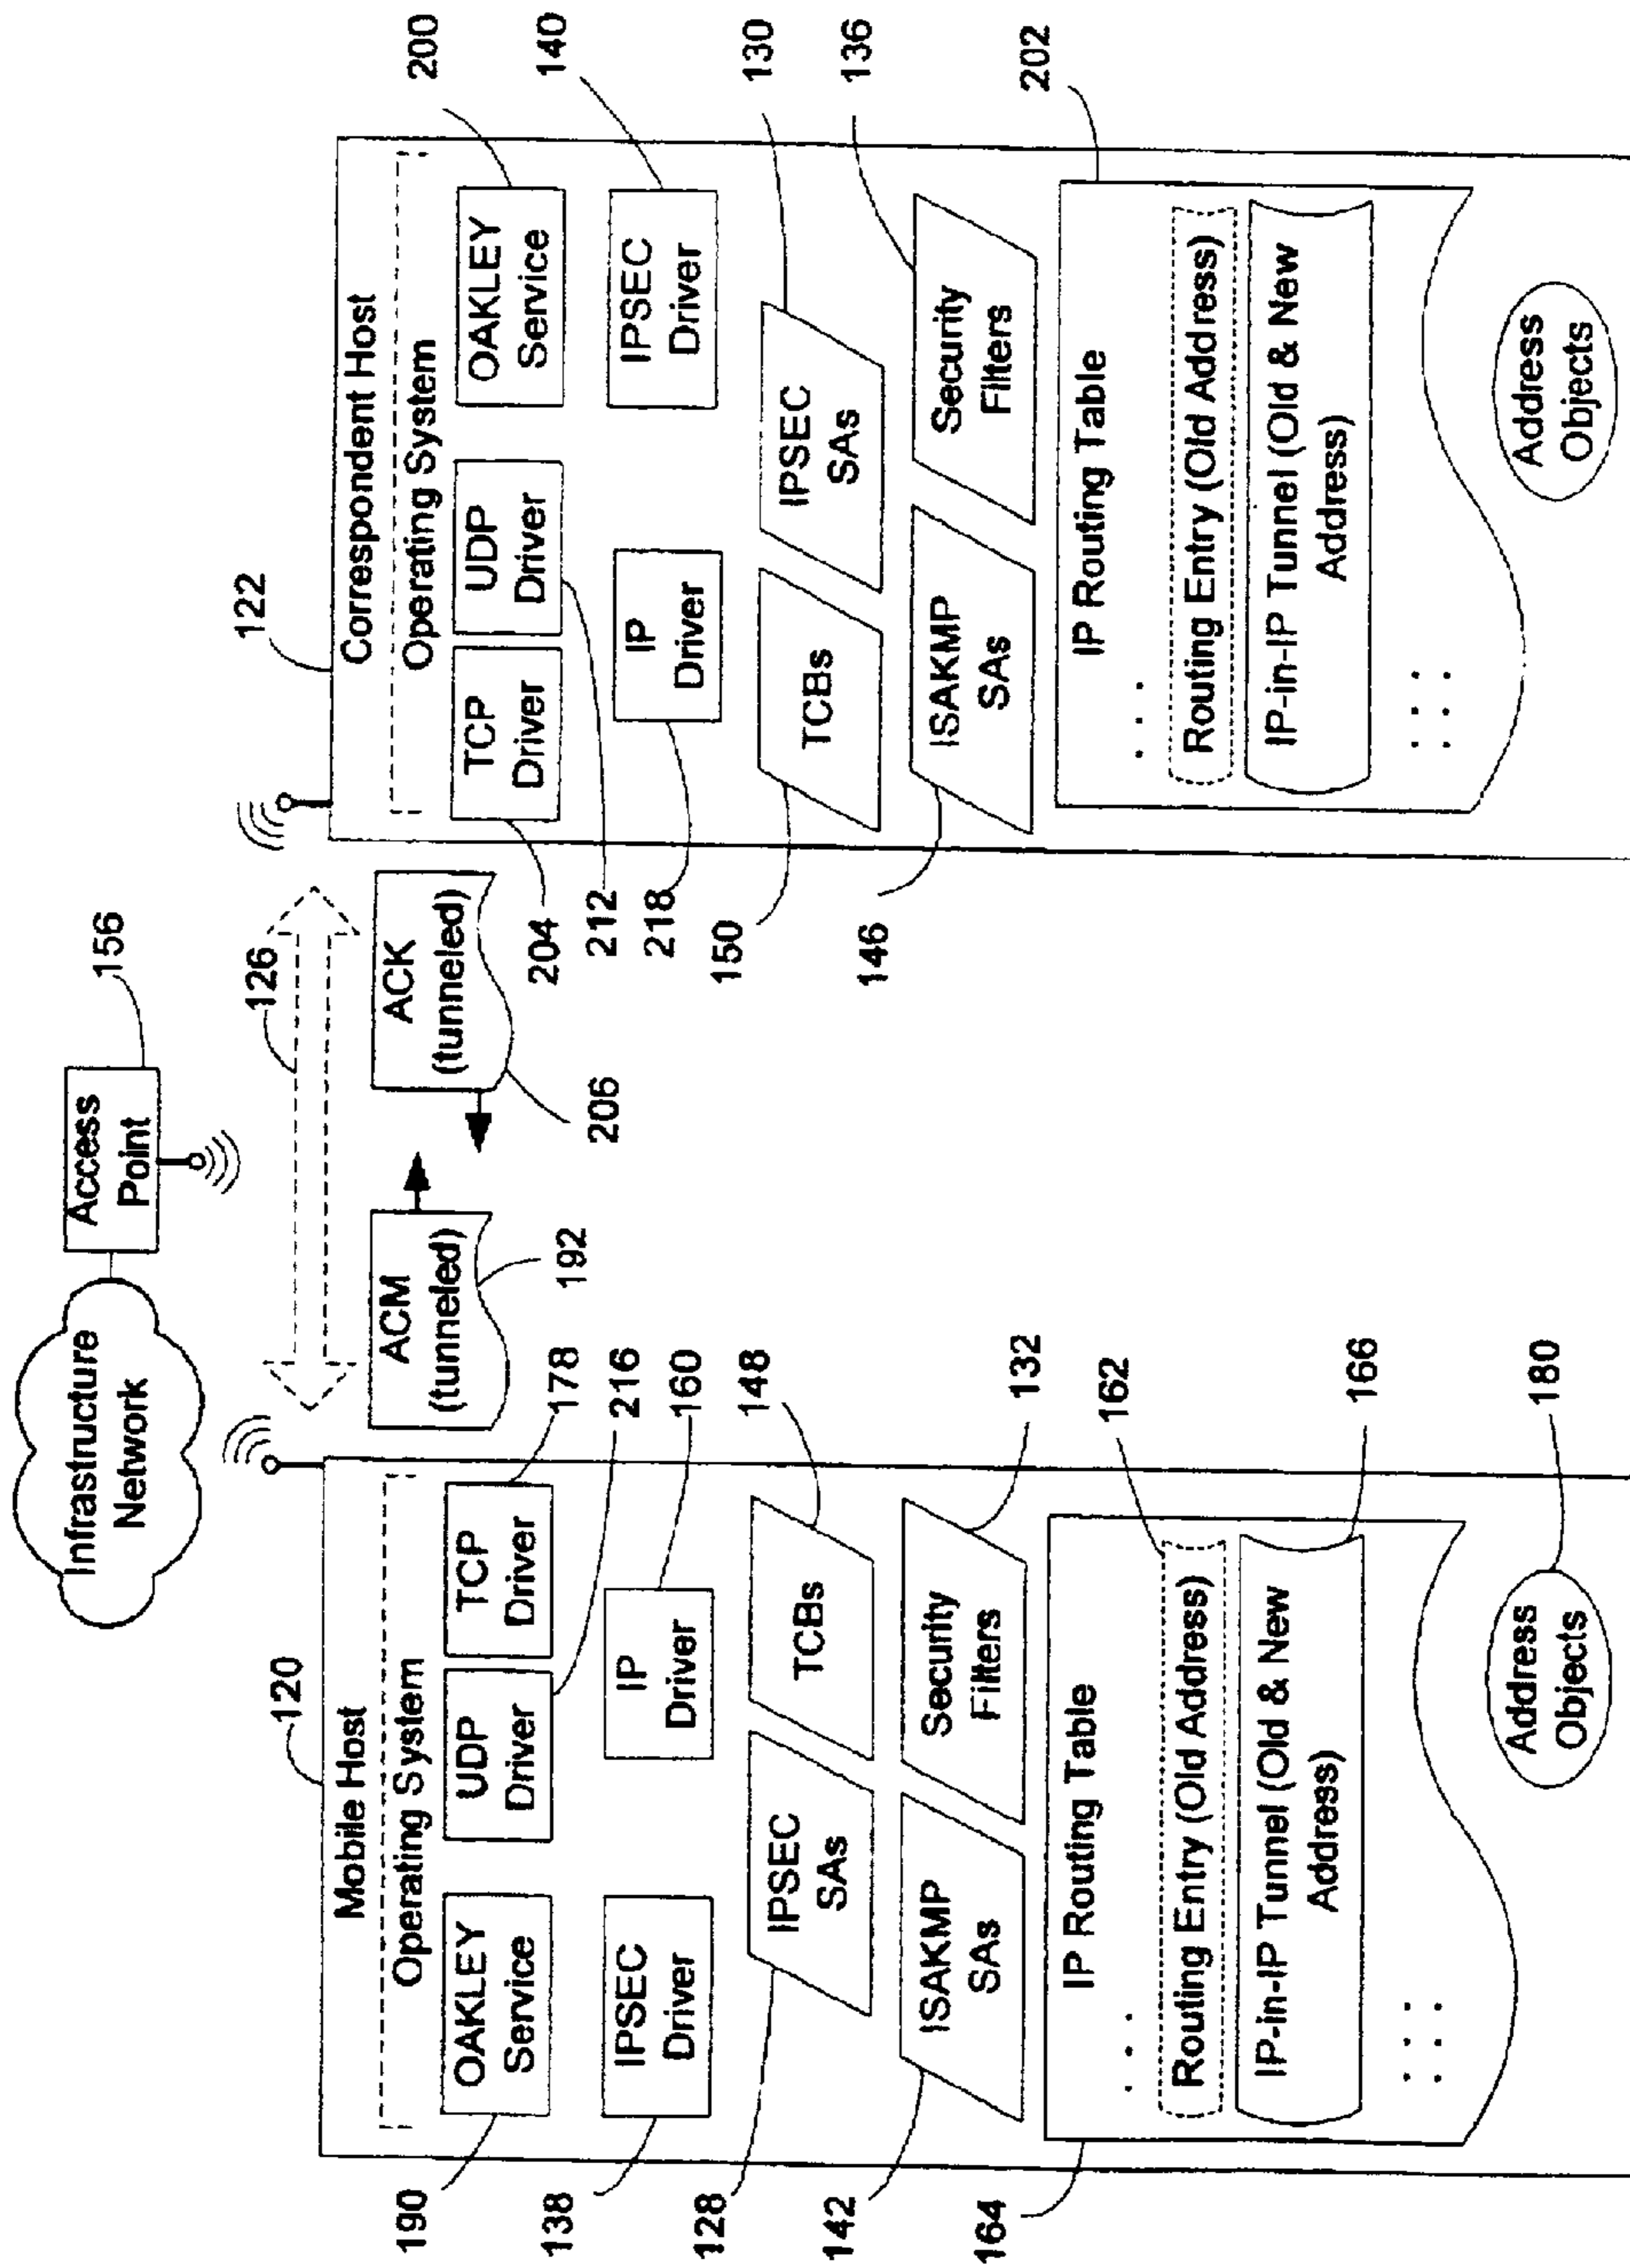 Infrastructure
Network
Access
Point
156
126
120
Mobile Host
Operating System
OAKLEY
Service
UDP
Driver
TCP
Driver
IPSEC
Driver
IP
Driver
IPSEC
SAs
TCBs
ISAKMP
SAs
Security
Filters
IP Routing Table
. . .
Routing Entry (Old Address)
IP-in-IP Tunnel (Old & New
Address)
Address
Objects
190
138
128
142
164
178
216
160
148
132
162
166
180
ACM
(tunneled)
192
ACK
(tunneled)
206
122
Correspondent Host
Operating System
TCP
Driver
UDP
Driver
OAKLEY
Service
IP
Driver
IPSEC
Driver
TCBs
IPSEC
SAs
ISAKMP
SAs
Security
Filters
IP Routing Table
. . .
Routing Entry (Old Address)
IP-in-IP Tunnel (Old & New
Address)
Address
Objects
204
212
218
150
146
200
140
130
136
202